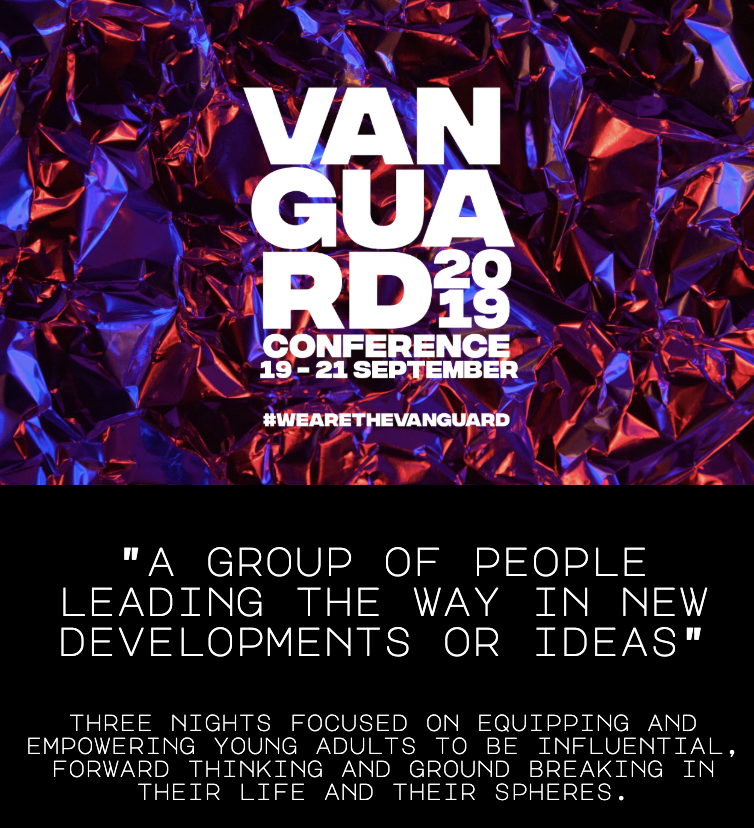 VAN
GUA
RD 20
19
CONFERENCE
19 - 21 SEPTEMBER
#WEARETHEVANGUARD
"A GROUP OF PEOPLE
LEADING THE WAY IN NEW
DEVELOPMENTS OR IDEAS"
THREE NIGHTS FOCUSED ON EQUIPPING AND
EMPOWERING YOUNG ADULTS TO BE INFLUENTIAL,
FORWARD THINKING AND GROUND BREAKING IN
THEIR LIFE AND THEIR SPHERES.